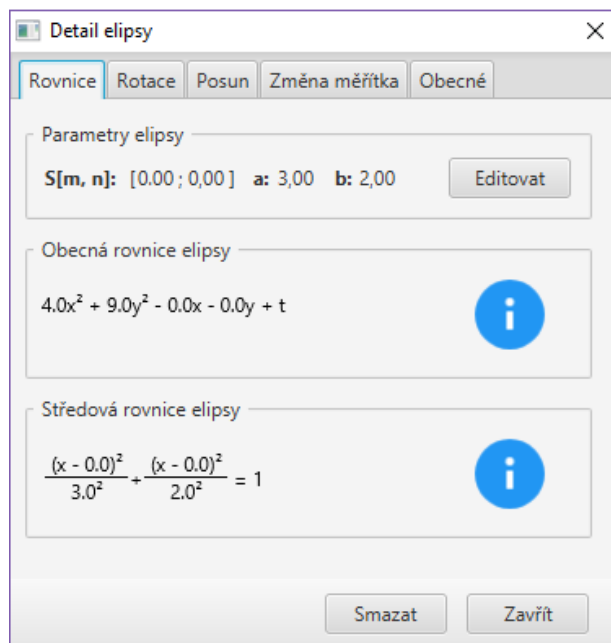 Detail elipsy
Rovnice Rotace Posun Změna měřítka Obecné
Parametry elipsy
S[m, n]: [0.00 ; 0,00 ] a: 3,00 b: 2,00 Editovat
Obecná rovnice elipsy
4.0x² + 9.0y² - 0.0x - 0.0y + t
Středová rovnice elipsy
(x - 0.0)² (x - 0.0)²
+ = 1
3.0² 2.0²
Smazat Zavřít